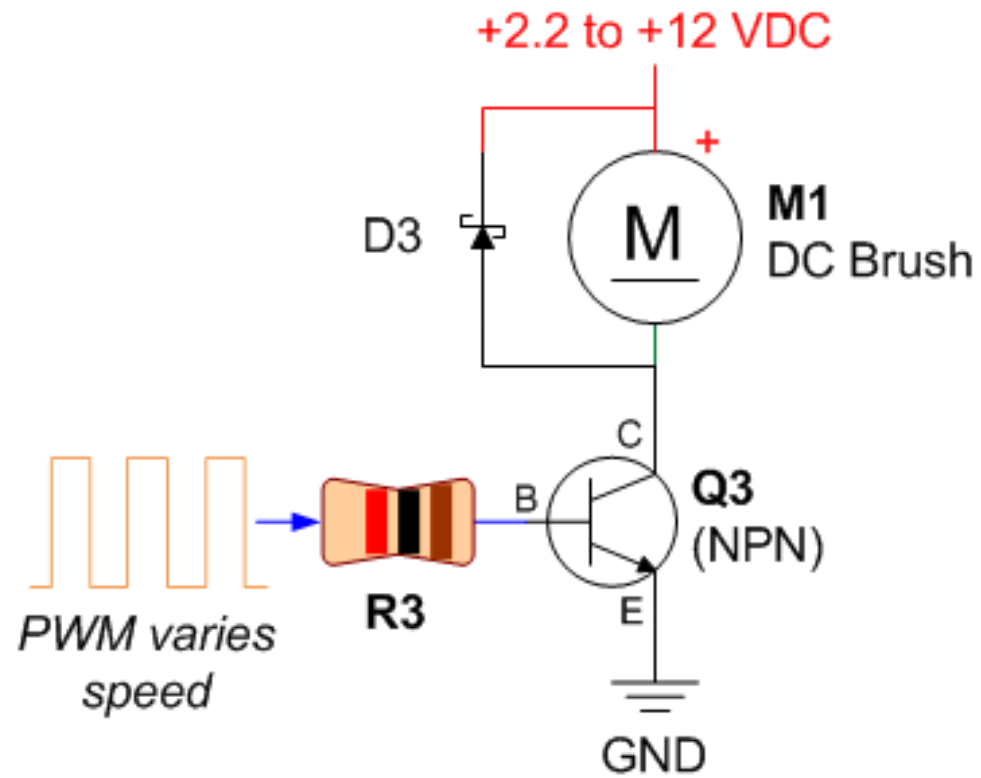 +2.2 to +12 VDC
+
M1
DC Brush
M
D3
C
B
Q3
(NPN)
E
R3
PWM varies
speed
GND